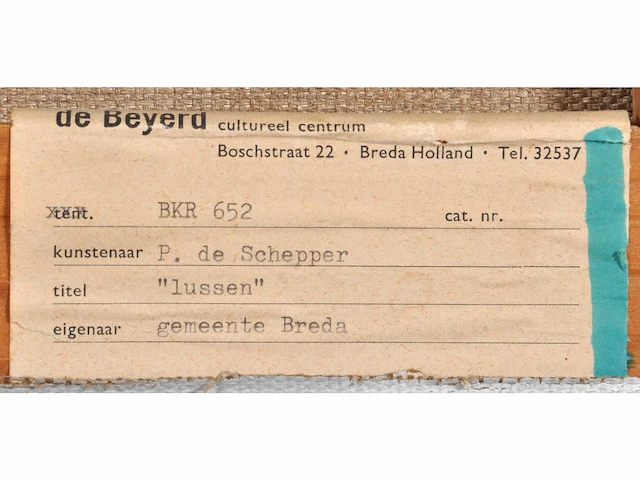 de Beyerd cultureel centrum
Boschstraat 22 · Breda Holland · Tel. 32537
tent. BKR 652 cat. nr.
kunstenaar P. de Schepper
titel "lussen"
eigenaar gemeente Breda